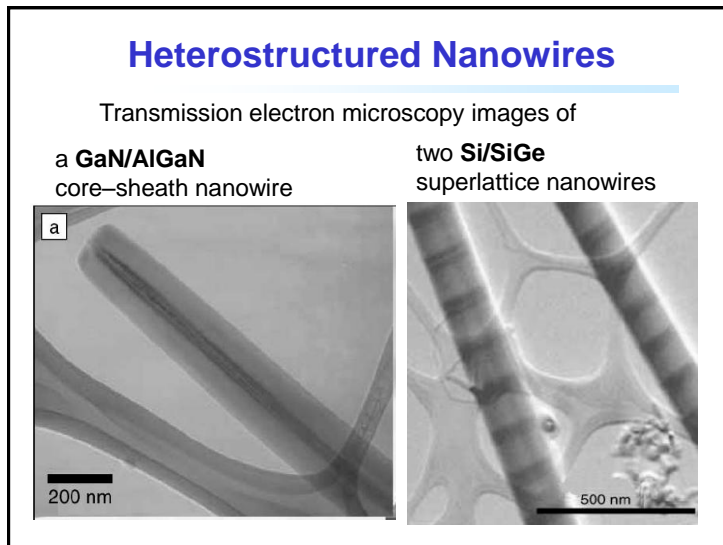 Heterostructured Nanowires
Transmission electron microscopy images of
a GaN/AlGaN
core–sheath nanowire
two Si/SiGe
superlattice nanowires
a
200 nm
500 nm